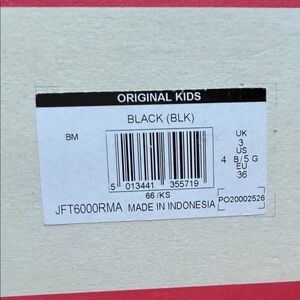 ORIGINAL KIDS
BLACK (BLK)
BM
UK
3
US
4 B/5 G
EU
36
5 013441 355719
66 /KS
JFT6000RMA MADE IN INDONESIA
PO20002526